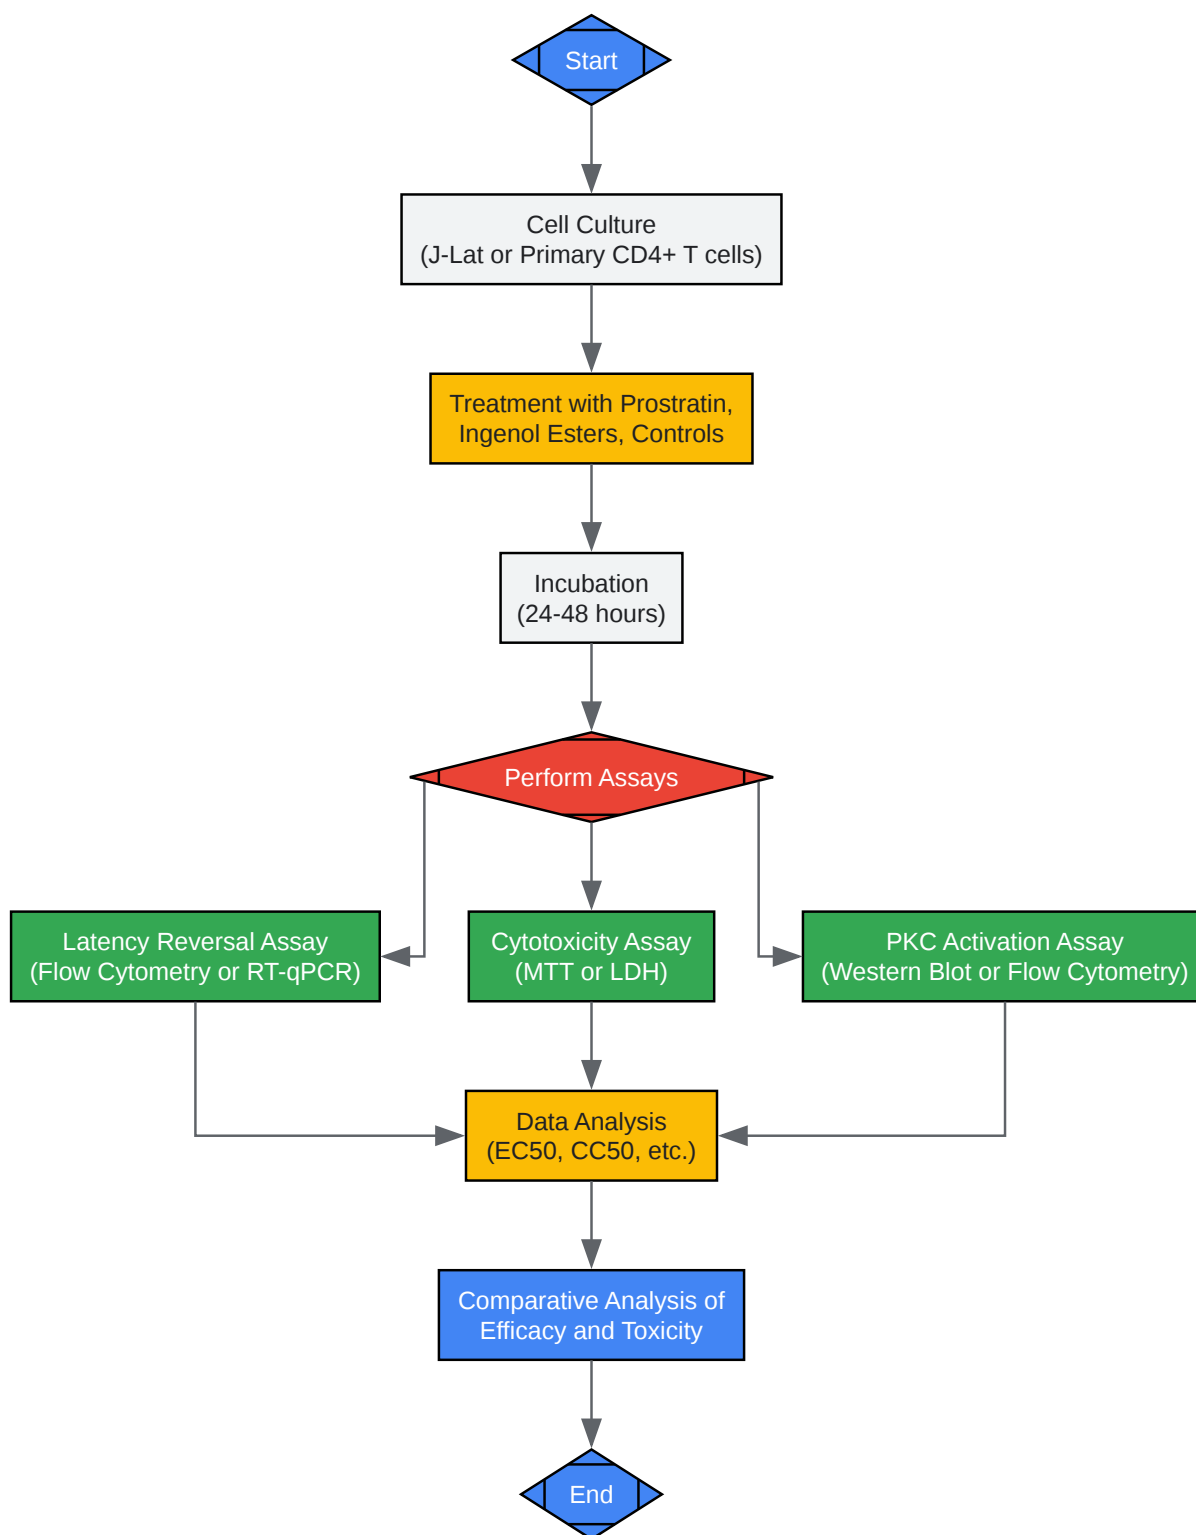 Start
Cell Culture
(J-Lat or Primary CD4+ T cells)
Treatment with Prostratin,
Ingenol Esters, Controls
Incubation
(24-48 hours)
Perform Assays
Latency Reversal Assay
(Flow Cytometry or RT-qPCR)
Cytotoxicity Assay
(MTT or LDH)
PKC Activation Assay
(Western Blot or Flow Cytometry)
Data Analysis
(EC50, CC50, etc.)
Comparative Analysis of
Efficacy and Toxicity
End